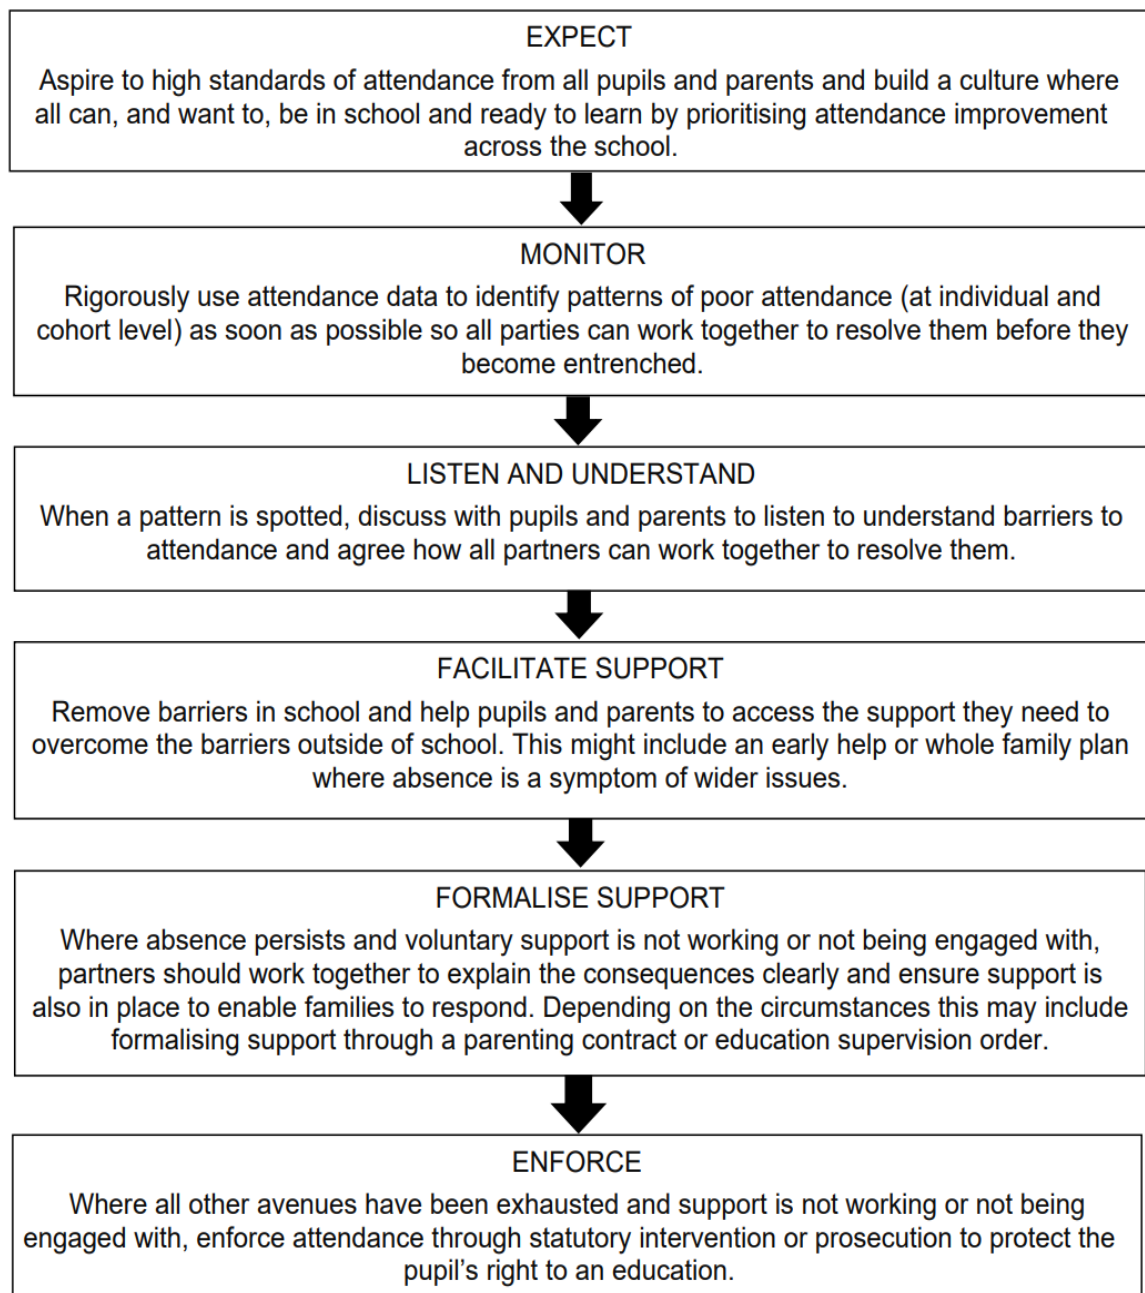 EXPECT
Aspire to high standards of attendance from all pupils and parents and build a culture where
all can, and want to, be in school and ready to learn by prioritising attendance improvement
across the school.
MONITOR
Rigorously use attendance data to identify patterns of poor attendance (at individual and
cohort level) as soon as possible so all parties can work together to resolve them before they
become entrenched.
LISTEN AND UNDERSTAND
When a pattern is spotted, discuss with pupils and parents to listen to understand barriers to
attendance and agree how all partners can work together to resolve them.
FACILITATE SUPPORT
Remove barriers in school and help pupils and parents to access the support they need to
overcome the barriers outside of school. This might include an early help or whole family plan
where absence is a symptom of wider issues.
FORMALISE SUPPORT
Where absence persists and voluntary support is not working or not being engaged with,
partners should work together to explain the consequences clearly and ensure support is
also in place to enable families to respond. Depending on the circumstances this may include
formalising support through a parenting contract or education supervision order.
ENFORCE
Where all other avenues have been exhausted and support is not working or not being
engaged with, enforce attendance through statutory intervention or prosecution to protect the
pupil’s right to an education.